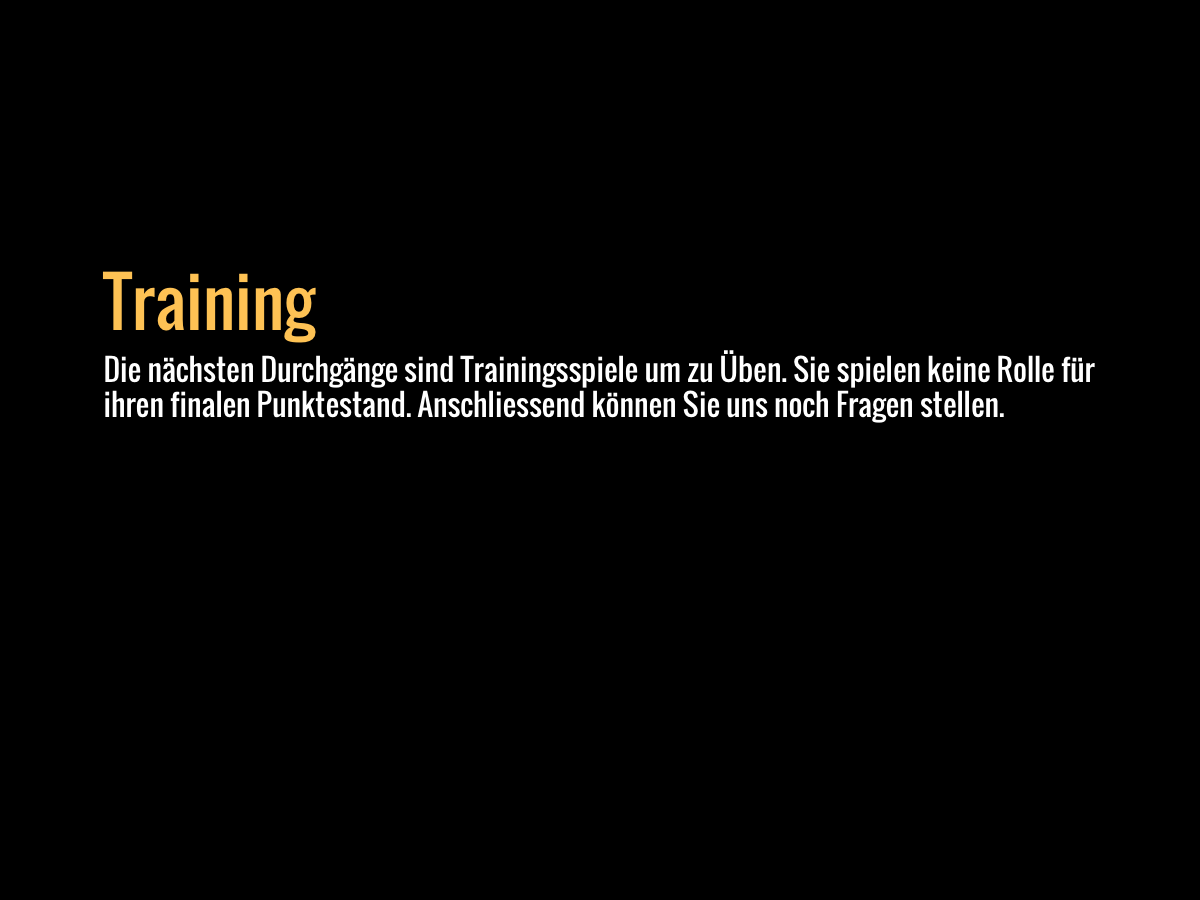 Training
Die nächsten Durchgänge sind Trainingsspiele um zu Üben. Sie spielen keine Rolle für
ihren finalen Punktestand. Anschliessend können Sie uns noch Fragen stellen.